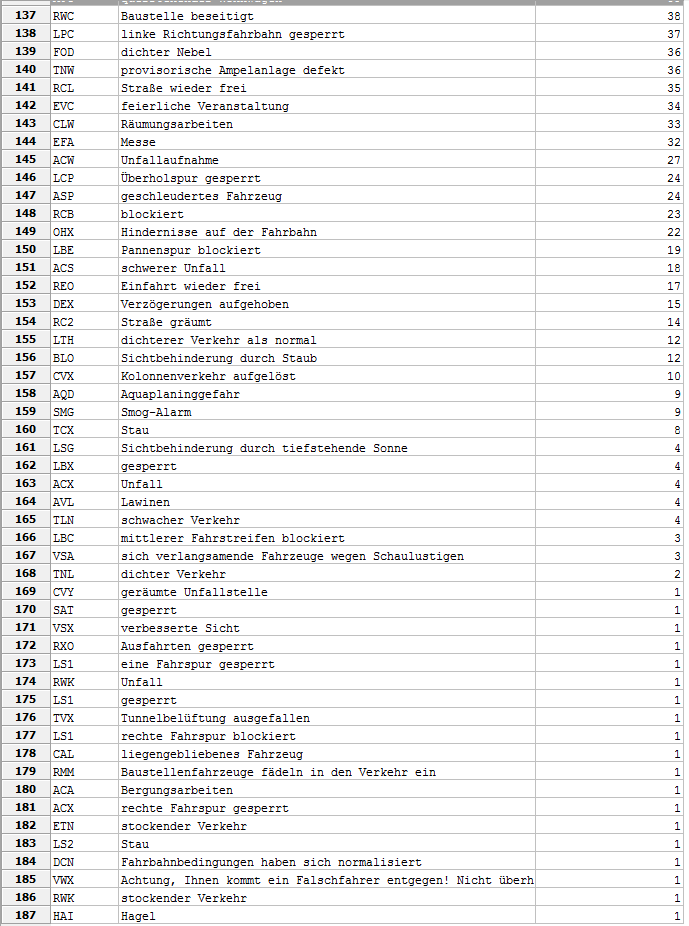 137 RWC Baustelle beseitigt 38
138 LPC linke Richtungsfahrbahn gesperrt 37
139 FOD dichter Nebel 36
140 TNW provisorische Ampelanlage defekt 36
141 RCL Straße wieder frei 35
142 EVC feierliche Veranstaltung 34
143 CLW Räumungsarbeiten 33
144 EFA Messe 32
145 ACW Unfallaufnahme 27
146 LCP Überholspur gesperrt 24
147 ASP geschleudertes Fahrzeug 24
148 RCB blockiert 23
149 OHX Hindernisse auf der Fahrbahn 22
150 LBE Pannenspur blockiert 19
151 ACS schwerer Unfall 18
152 REO Einfahrt wieder frei 17
153 DEX Verzögerungen aufgehoben 15
154 RC2 Straße gräumt 14
155 LTH dichterer Verkehr als normal 12
156 BLO Sichtbehinderung durch Staub 12
157 CVX Kolonnenverkehr aufgelöst 10
158 AQD Aquaplaninggefahr 9
159 SMG Smog-Alarm 9
160 TCX Stau 8
161 LSG Sichtbehinderung durch tiefstehende Sonne 4
162 LBX gesperrt 4
163 ACX Unfall 4
164 AVL Lawinen 4
165 TLN schwacher Verkehr 4
166 LBC mittlerer Fahrstreifen blockiert 3
167 VSA sich verlangsamende Fahrzeuge wegen Schaulustigen 3
168 TNL dichter Verkehr 2
169 CVY geräumte Unfallstelle 1
170 SAT gesperrt 1
171 VSX verbesserte Sicht 1
172 RXO Ausfahrten gesperrt 1
173 LS1 eine Fahrspur gesperrt 1
174 RWK Unfall 1
175 LS1 gesperrt 1
176 TVX Tunnelbelüftung ausgefallen 1
177 LS1 rechte Fahrspur blockiert 1
178 CAL liegengebliebenes Fahrzeug 1
179 RMM Baustellenfahrzeuge fädeln in den Verkehr ein 1
180 ACA Bergungsarbeiten 1
181 ACX rechte Fahrspur gesperrt 1
182 ETN stockender Verkehr 1
183 LS2 Stau 1
184 DCN Fahrbahnbedingungen haben sich normalisiert 1
185 VWX Achtung, Ihnen kommt ein Falschfahrer entgegen! Nicht überh 1
186 RWK stockender Verkehr 1
187 HAI Hagel 1